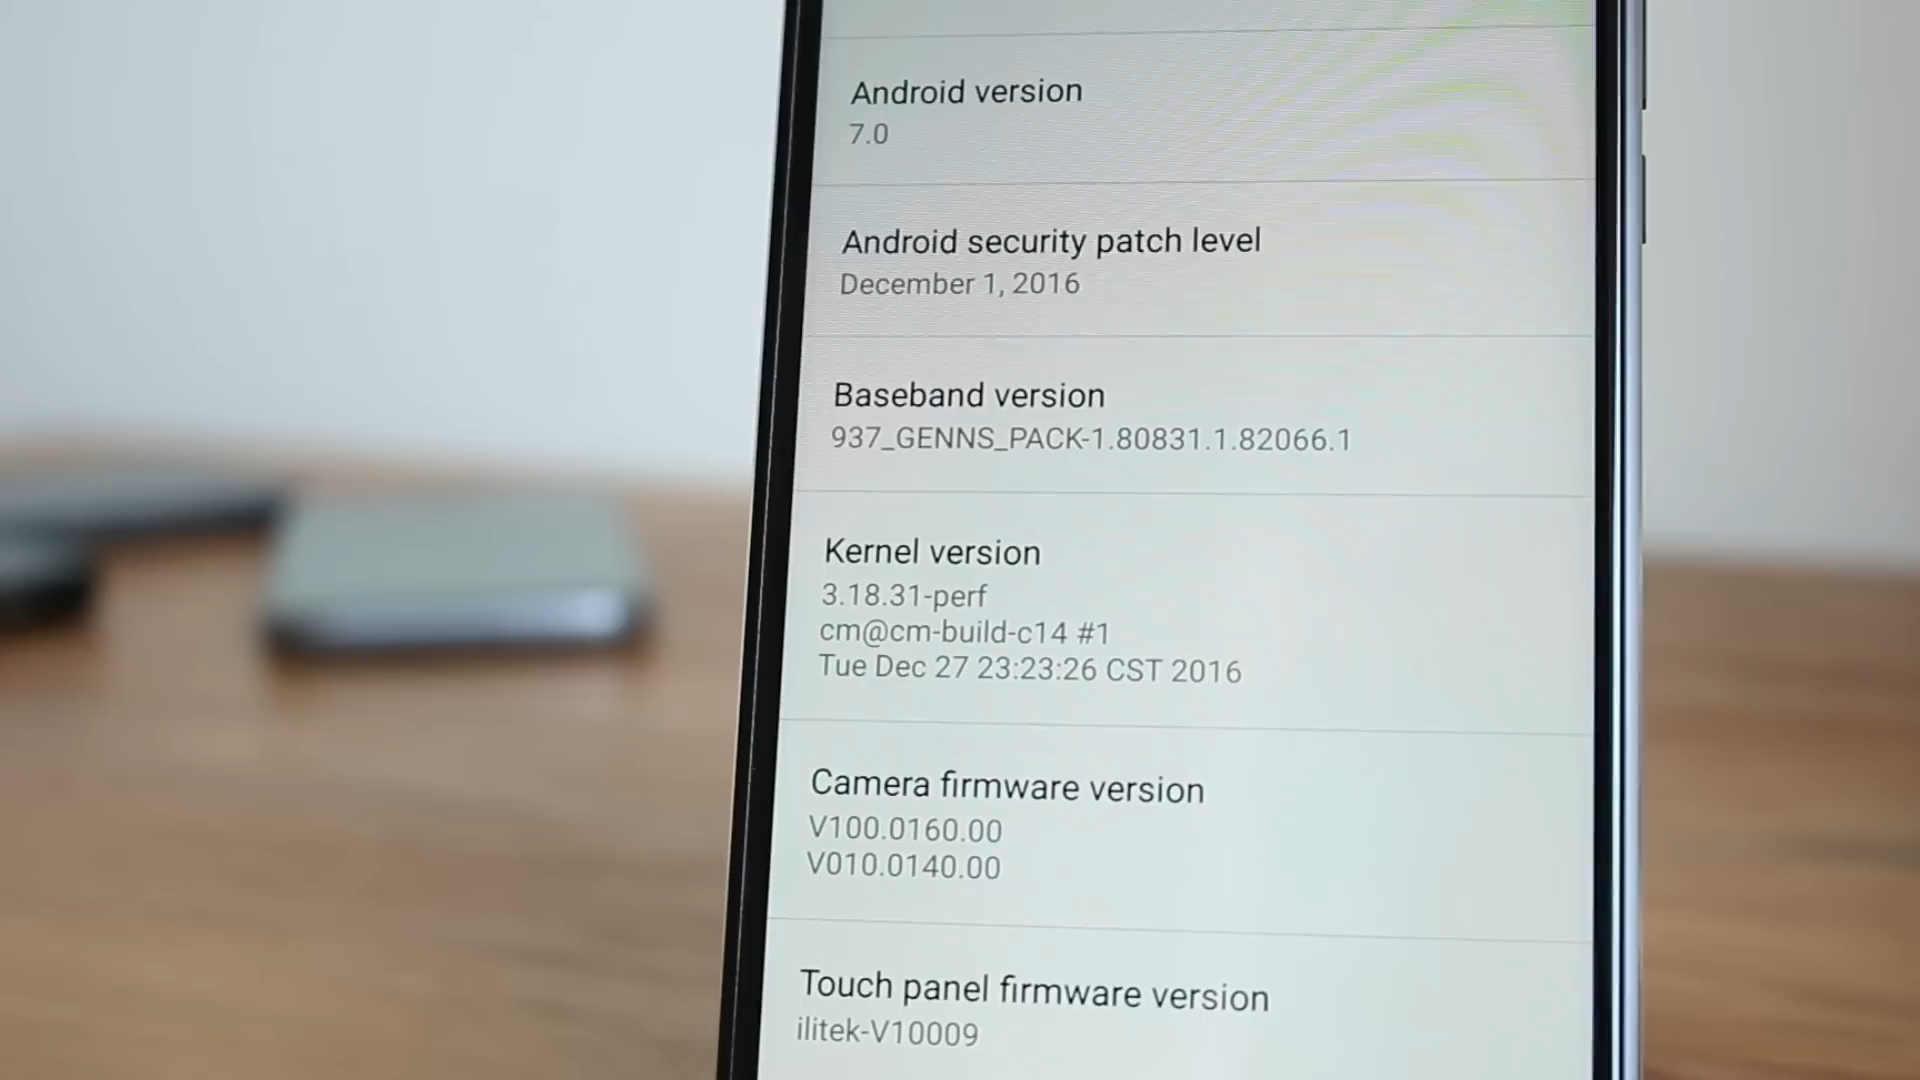 Android version
7.0
Android security patch level
December 1, 2016
Baseband version
937_GENNS_PACK-1.80831.1.82066.1
Kernel version
3.18.31-perf
cm@cm-build-c14 #1
Tue Dec 27 23:23:26 CST 2016
Camera firmware version
V100.0160.00
V010.0140.00
Touch panel firmware version
ilitek-V10009